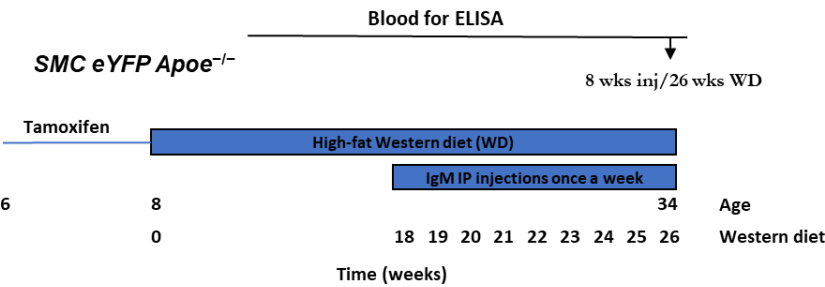 Blood for ELISA
SMC eYFP Apoe–/–
8 wks inj/26 wks WD
Tamoxifen
High-fat Western diet (WD)
IgM IP injections once a week
6 8 34 Age
0 18 19 20 21 22 23 24 25 26 Western diet
Time (weeks)